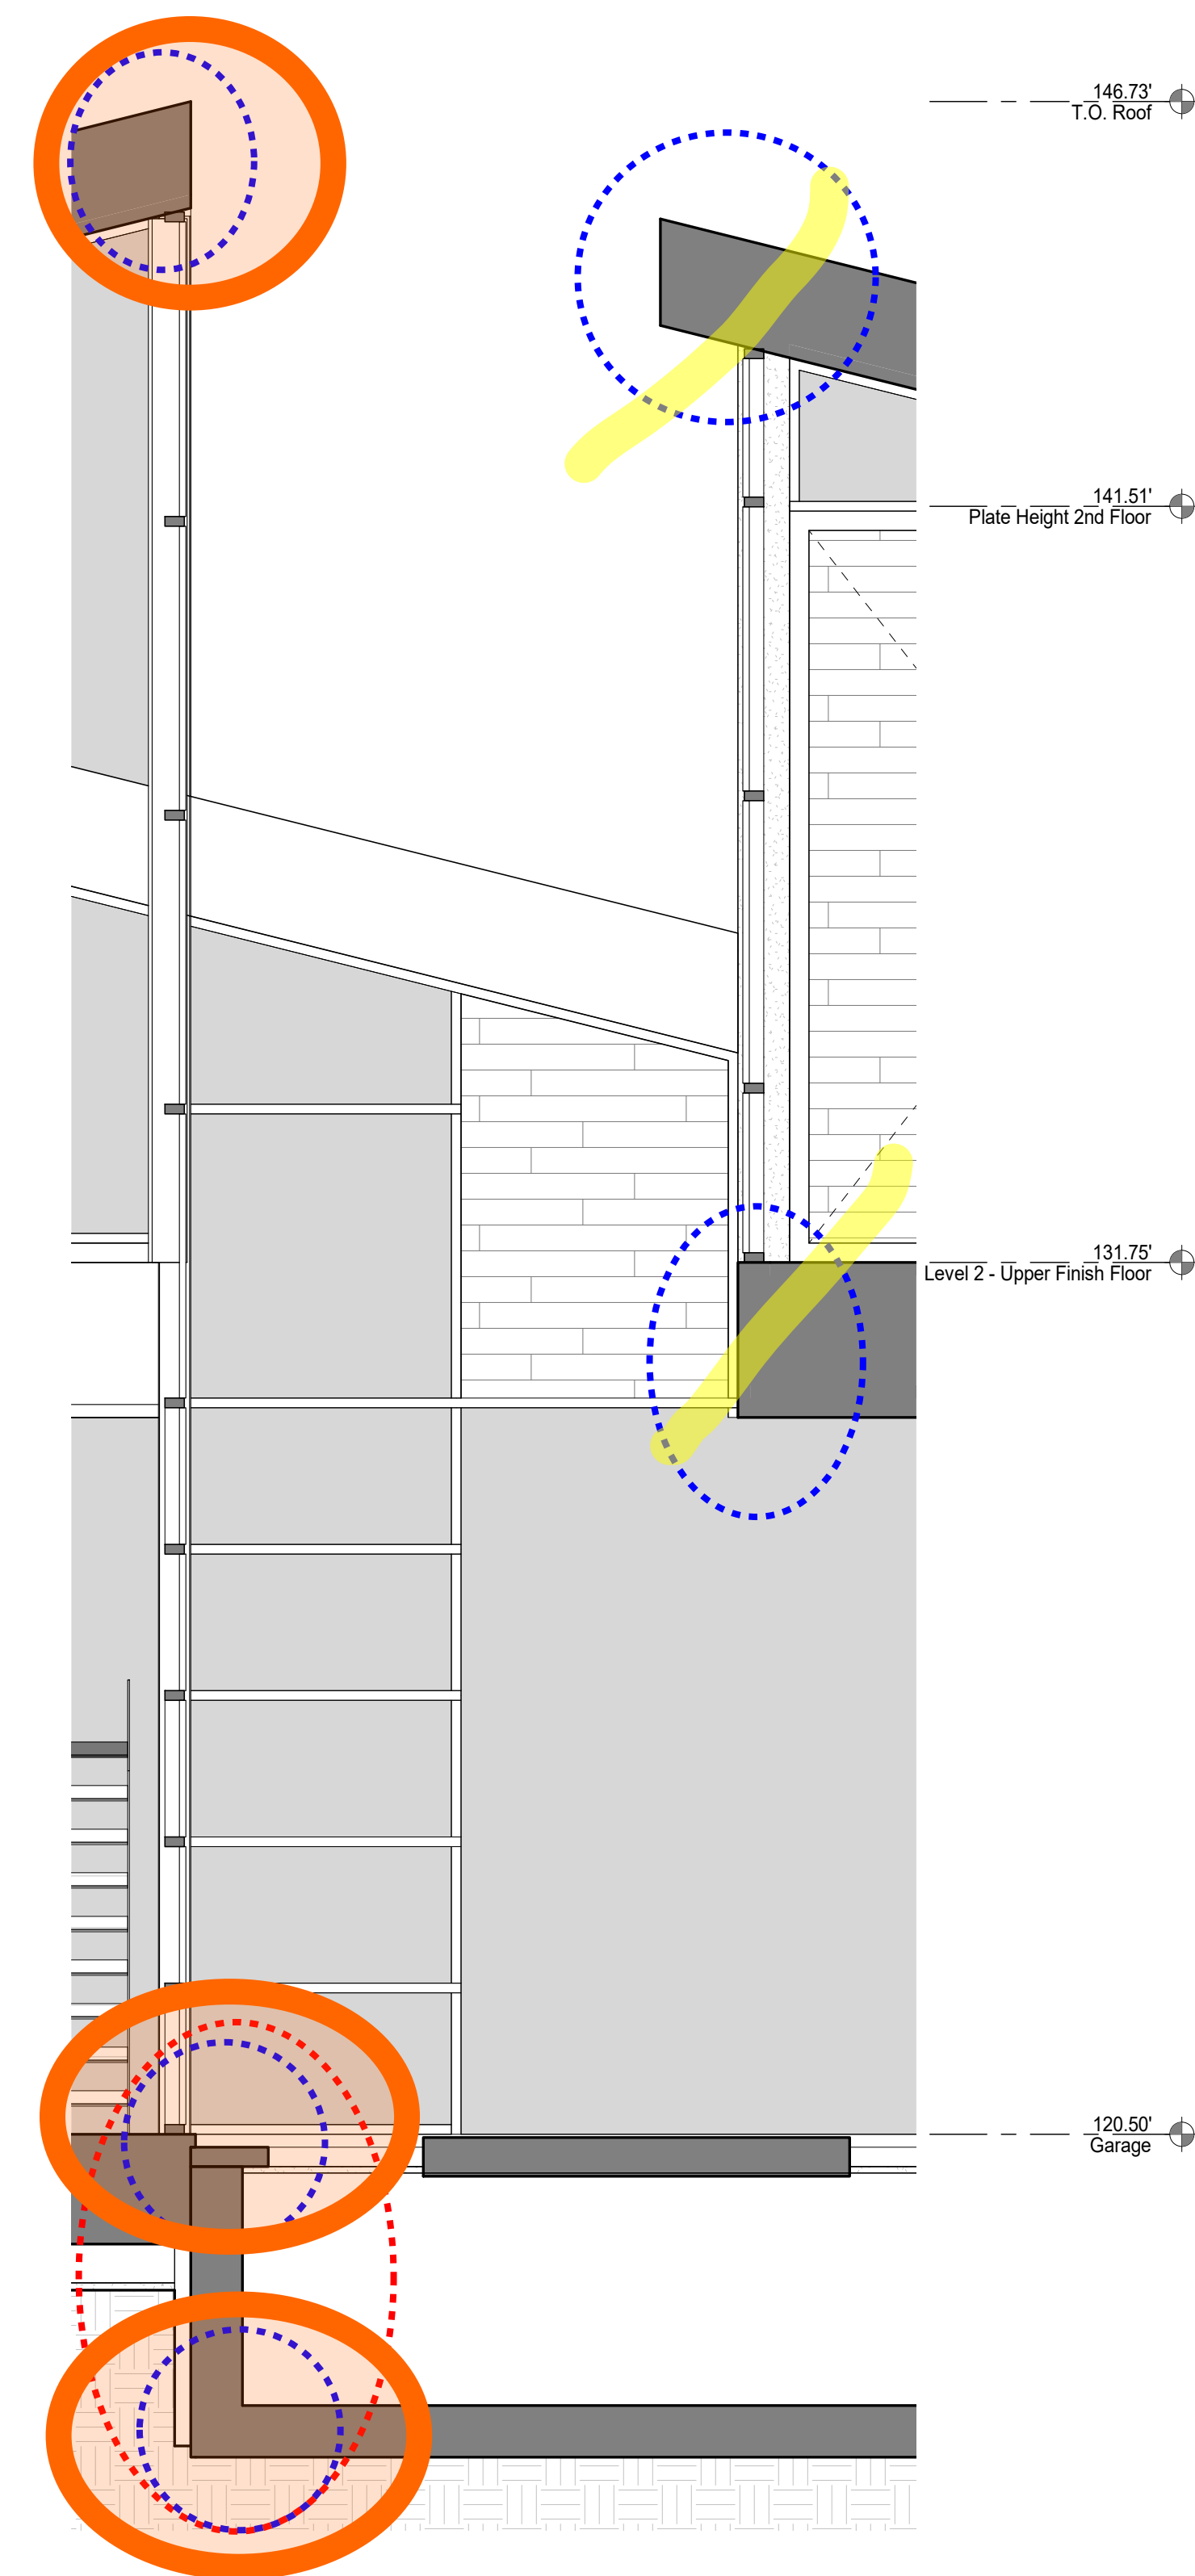 146.73'
T.O. Roof
141.51'
Plate Height 2nd Floor
131.75'
Level 2 - Upper Finish Floor
120.50'
Garage